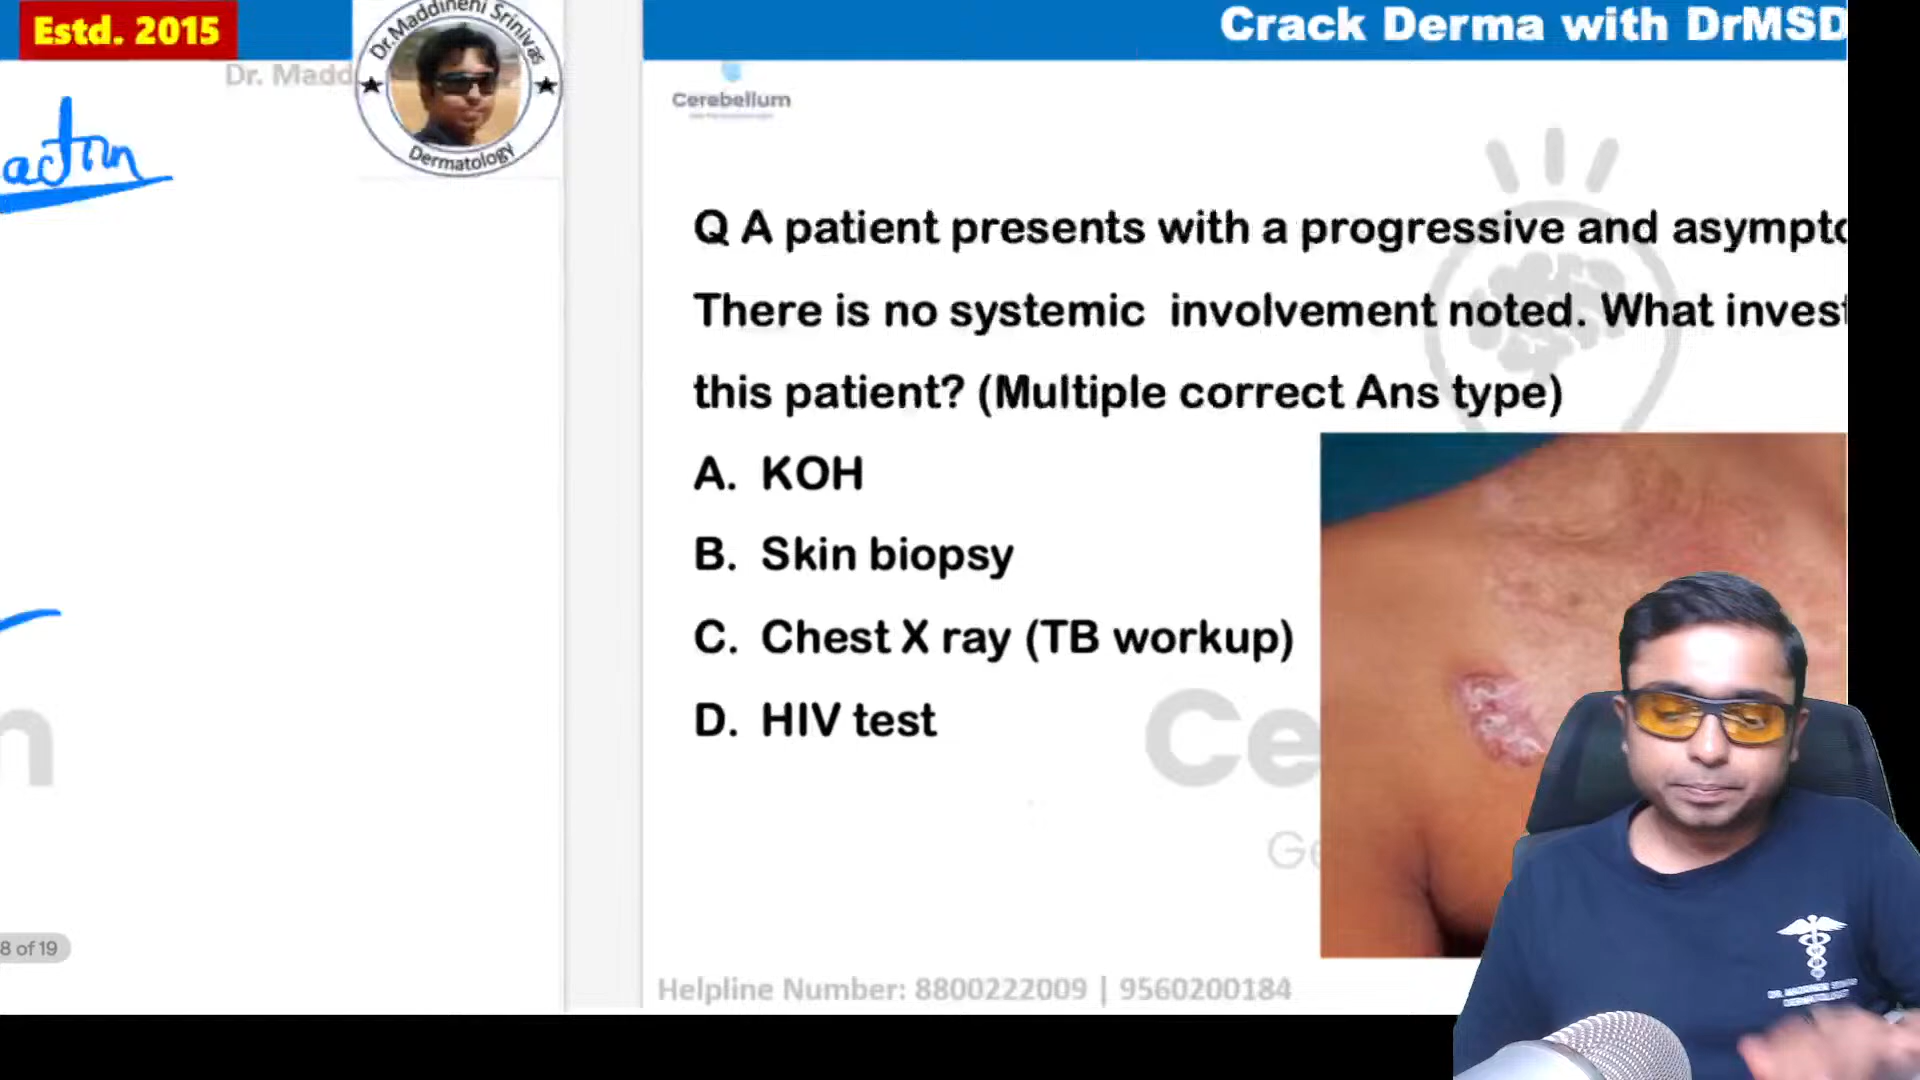 Estd. 2015
Dr.Maddineni Srinivas
Dermatology
Dr. Madd
Crack Derma with DrMSD
Cerebellum
Q A patient presents with a progressive and asympto
There is no systemic involvement noted. What invest
this patient? (Multiple correct Ans type)
A. KOH
B. Skin biopsy
C. Chest X ray (TB workup)
D. HIV test
Ce
Ge
8 of 19
Helpline Number: 8800222009 | 9560200184